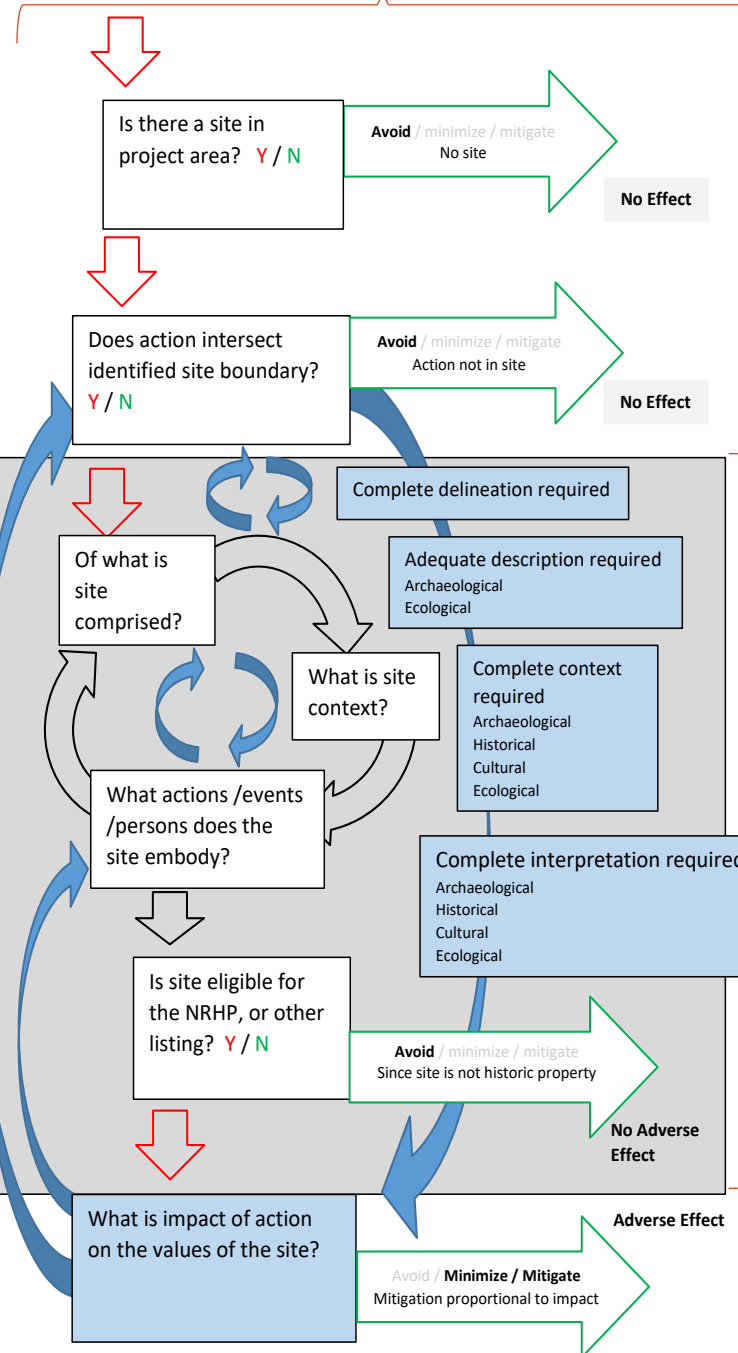 Is there a site in
project area? Y / N
Avoid / minimize / mitigate
No site
No Effect
Does action intersect
identified site boundary?
Y / N
Avoid / minimize / mitigate
Action not in site
No Effect
Complete delineation required
Of what is
site
comprised?
Adequate description required
Archaeological
Ecological
What is site
context?
Complete context
required
Archaeological
Historical
Cultural
Ecological
What actions /events
/persons does the
site embody?
Complete interpretation required
Archaeological
Historical
Cultural
Ecological
Is site eligible for
the NRHP, or other
listing? Y / N
Avoid / minimize / mitigate
Since site is not historic property
No Adverse
Effect
What is impact of action
on the values of the site?
Adverse Effect
Avoid / Minimize / Mitigate
Mitigation proportional to impact